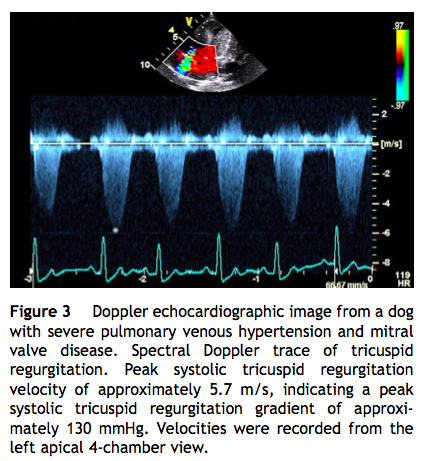 V
5
10
.97
-.97
2
[m/s]
-2
-4
-6
-8
-3
-2
-1
0
119
HR
66.67 mm/s
Figure 3 Doppler echocardiographic image from a dog
with severe pulmonary venous hypertension and mitral
valve disease. Spectral Doppler trace of tricuspid
regurgitation. Peak systolic tricuspid regurgitation
velocity of approximately 5.7 m/s, indicating a peak
systolic tricuspid regurgitation gradient of approxi-
mately 130 mmHg. Velocities were recorded from the
left apical 4-chamber view.